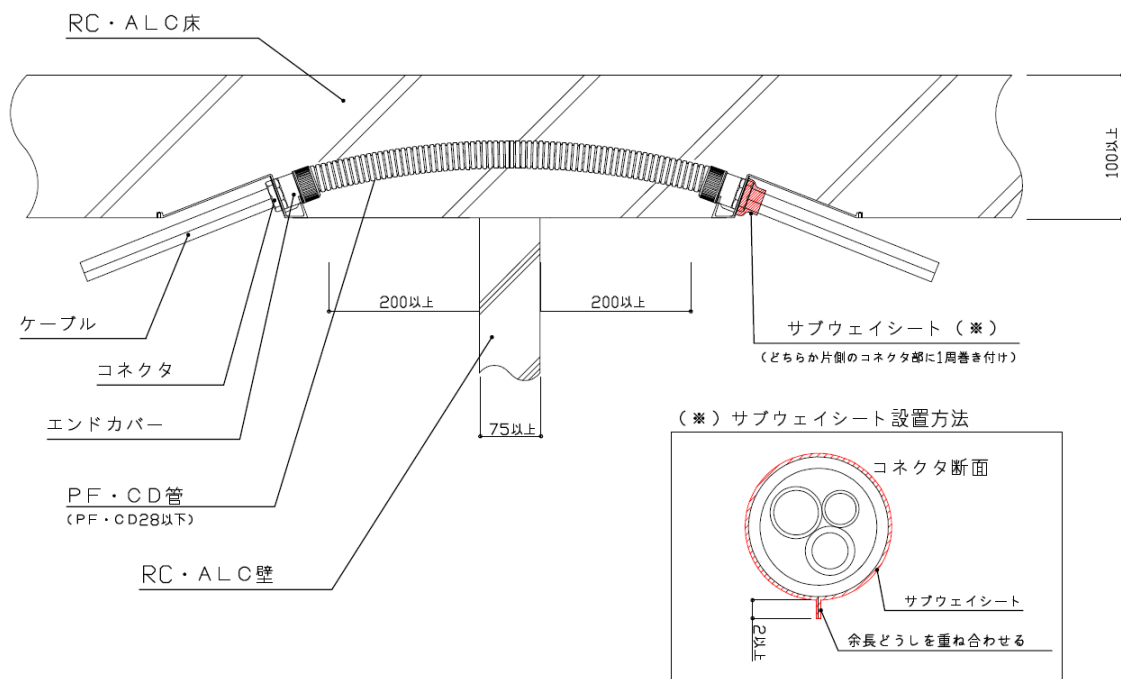 RC・ALC床
100以上
200以上
200以上
ケーブル
サブウェイシート（※）
（どちらか片側のコネクタ部に1周巻き付け）
コネクタ
エンドカバー
75以上
（※）サブウェイシート設置方法
コネクタ断面
PF・CD管
（PF・CD28以下）
RC・ALC壁
サブウェイシート
2以上
余長どうしを重ね合わせる